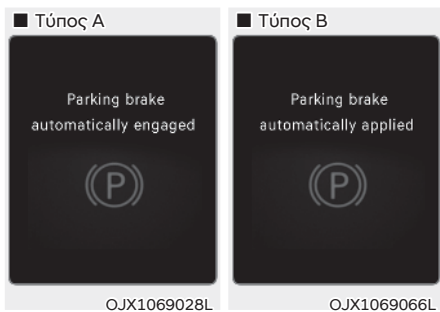 ■ Τύπος A
Parking brake
automatically engaged
(P)
OJX1069028L
■ Τύπος B
Parking brake
automatically applied
(P)
OJX1069066L